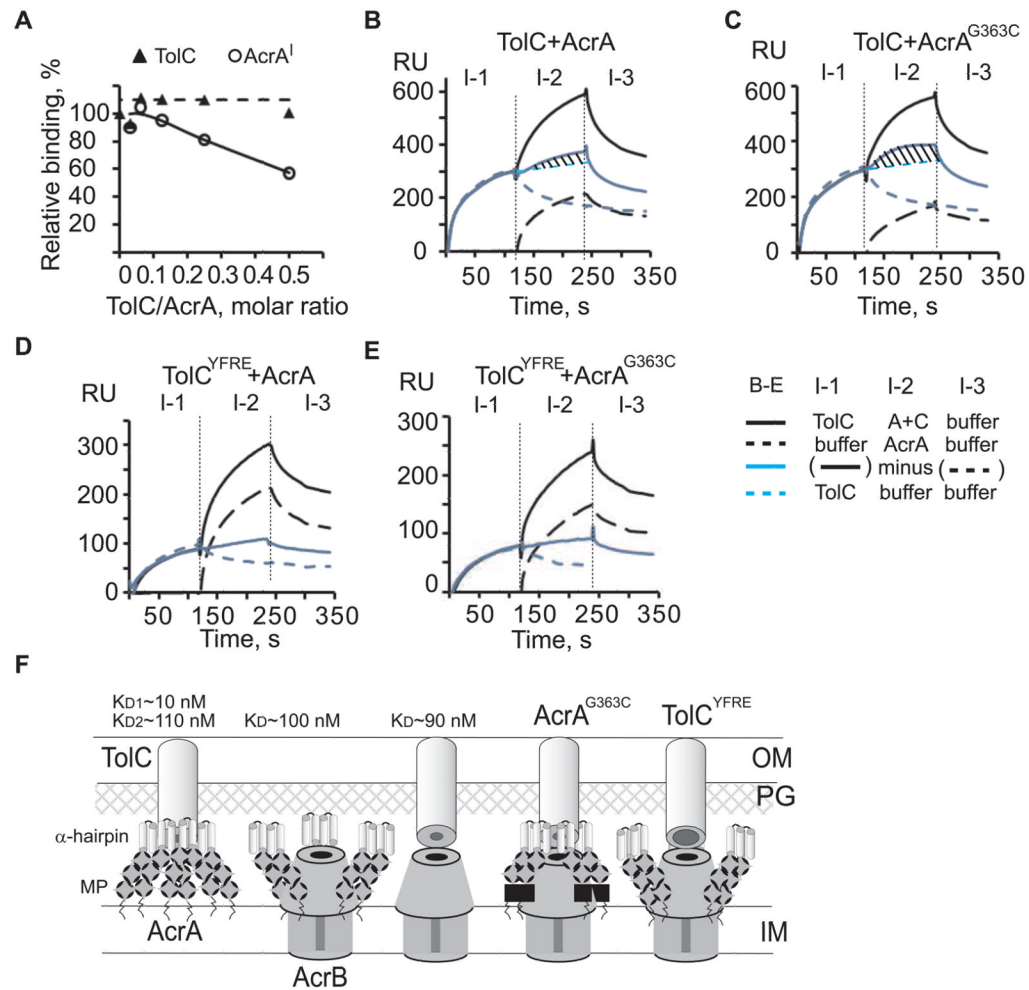 A
▲ TolC ○ AcrA^I
Relative binding, %
100
80
60
40
20
0 0.1 0.2 0.3 0.4 0.5
TolC/AcrA, molar ratio
B
TolC+AcrA
RU
I-1 I-2 I-3
600
400
200
0
50 150 250 350
Time, s
C
TolC+AcrA^G363C
RU
I-1 I-2 I-3
600
400
200
0
50 150 250 350
Time, s
D
TolC^YFRE+AcrA
RU
I-1 I-2 I-3
300
200
100
0
50 150 250 350
Time, s
E
TolC^YFRE+AcrA^G363C
RU
I-1 I-2 I-3
300
200
100
0
50 150 250 350
Time, s
B-E I-1 I-2 I-3
TolC A+C buffer
buffer AcrA buffer
( ) minus ( )
TolC buffer buffer
F
KD1~10 nM
KD2~110 nM KD~100 nM KD~90 nM AcrA^G363C TolC^YFRE
TolC OM
PG
α-hairpin
MP
AcrA IM
AcrB